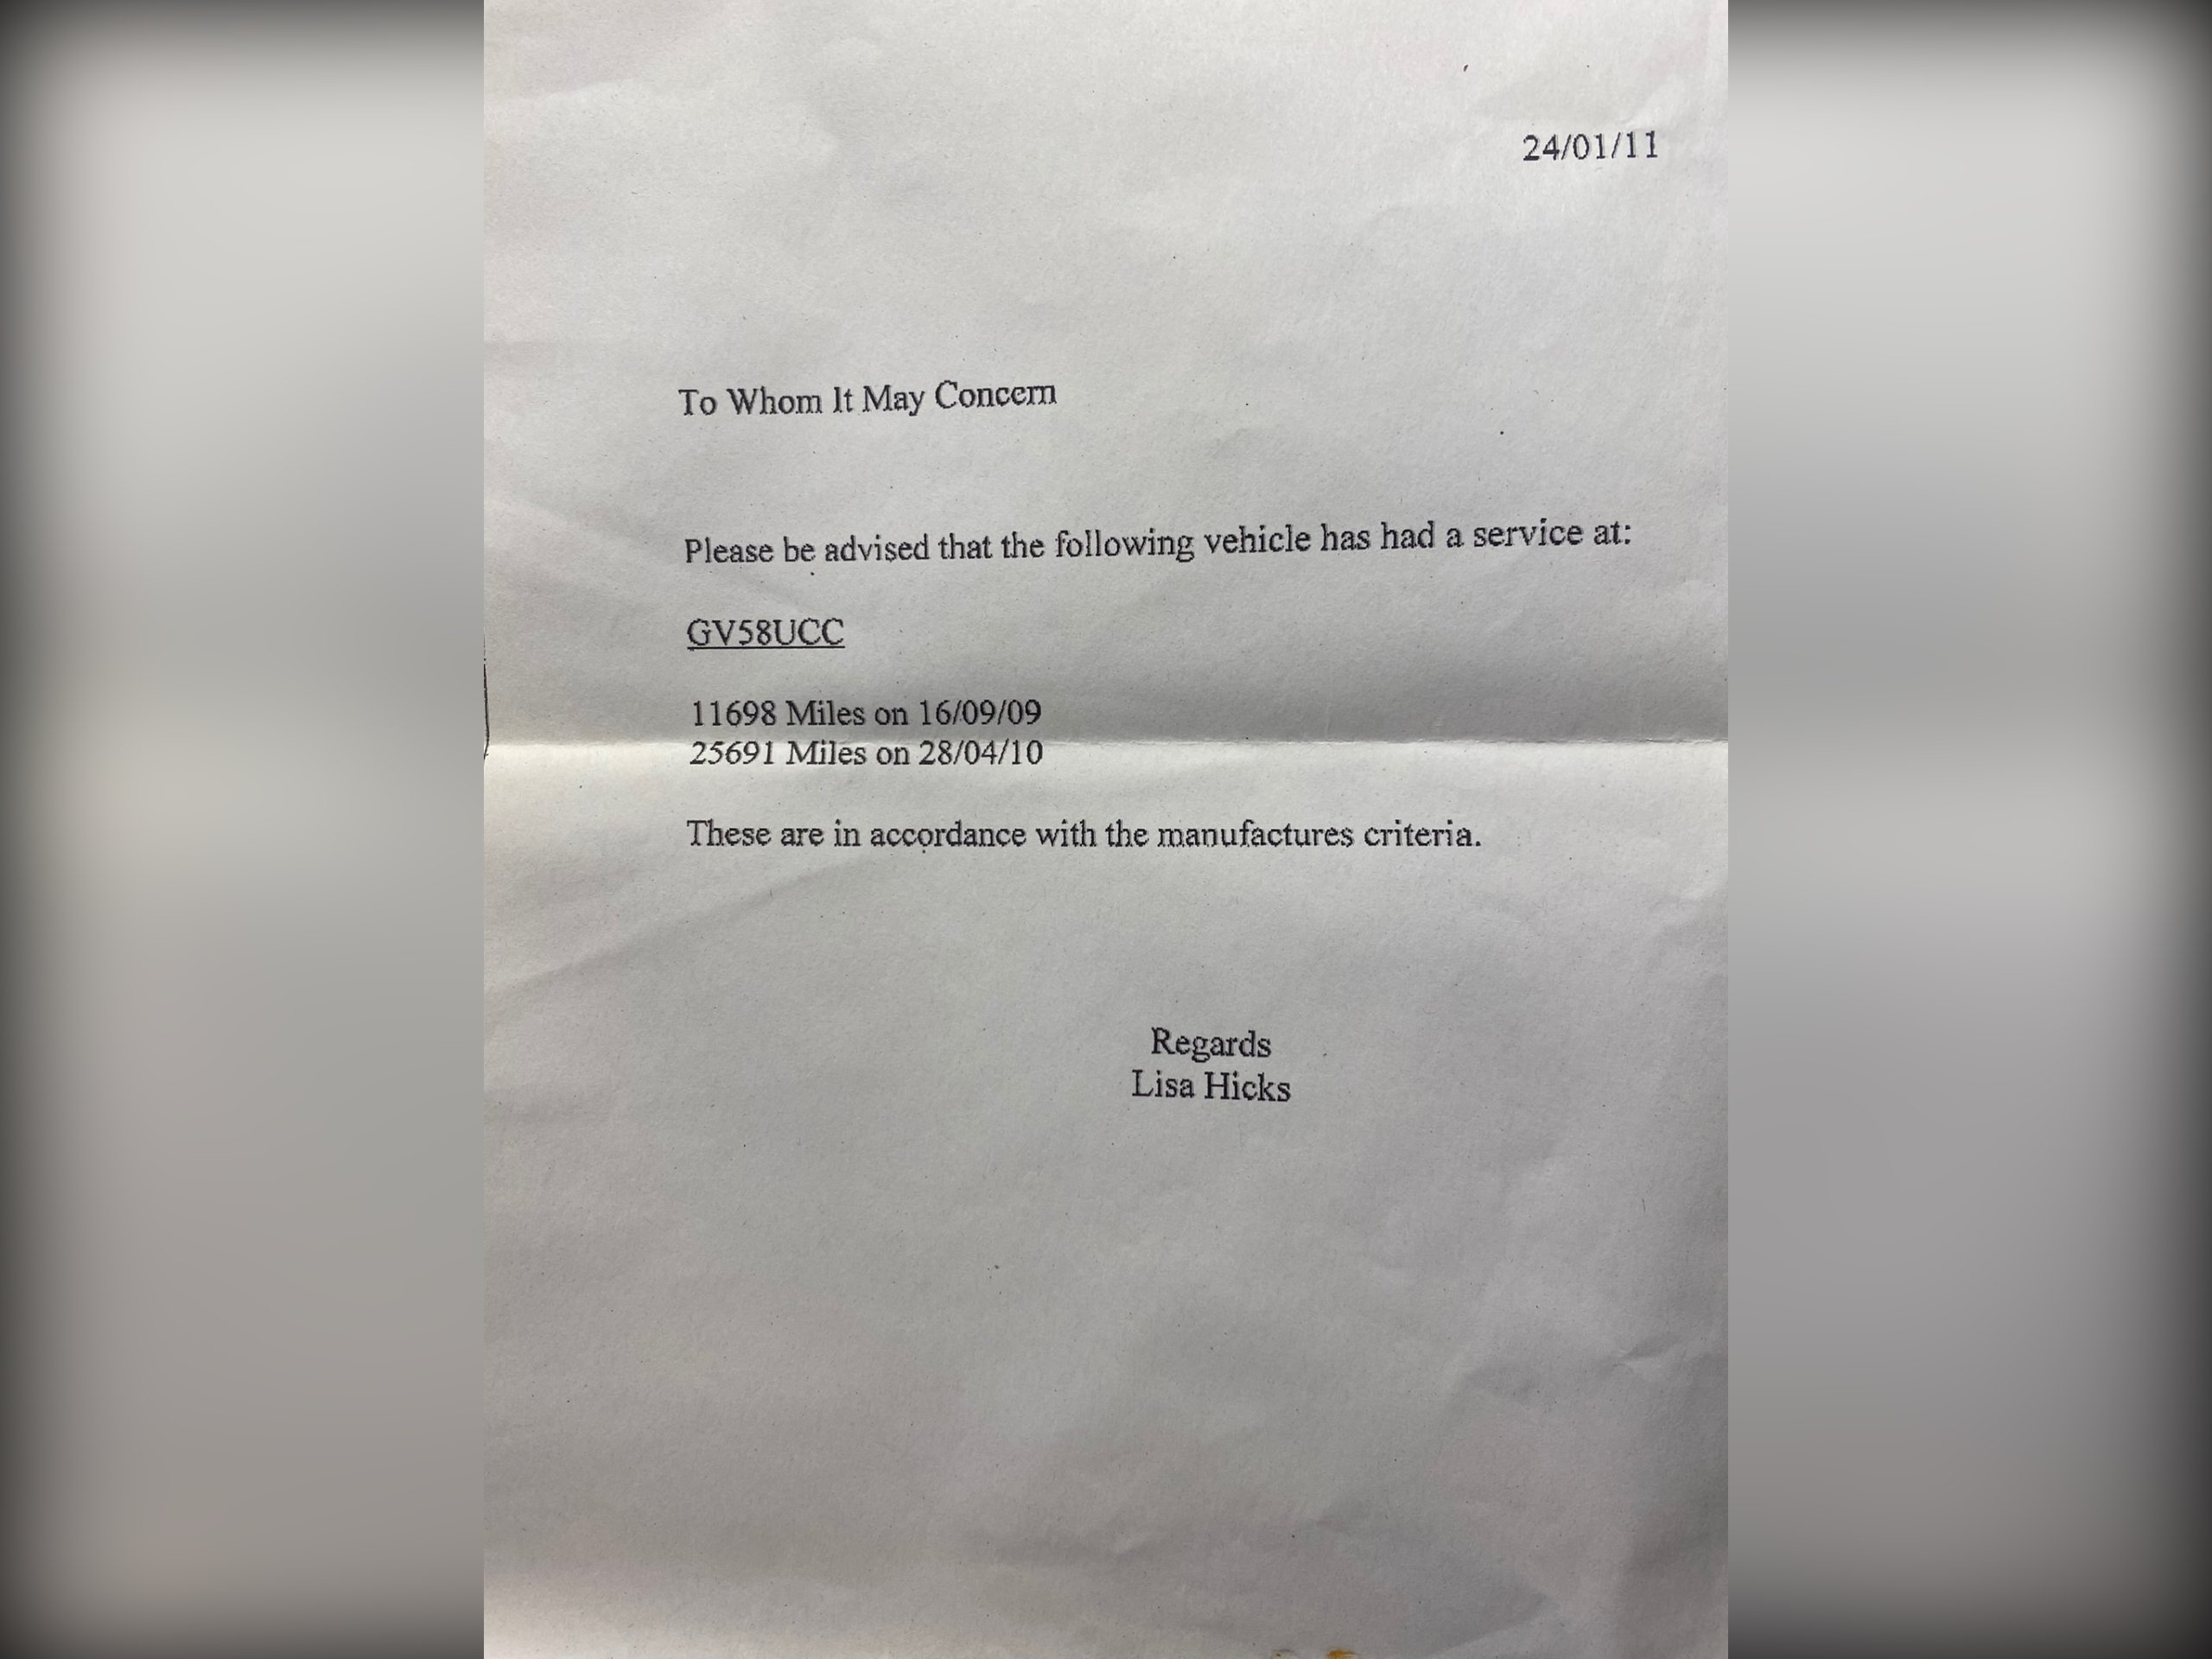 24/01/11
To Whom It May Concern
Please be advised that the following vehicle has had a service at:
GV58UCC
11698 Miles on 16/09/09
25691 Miles on 28/04/10
These are in accordance with the manufactures criteria.
Regards
Lisa Hicks